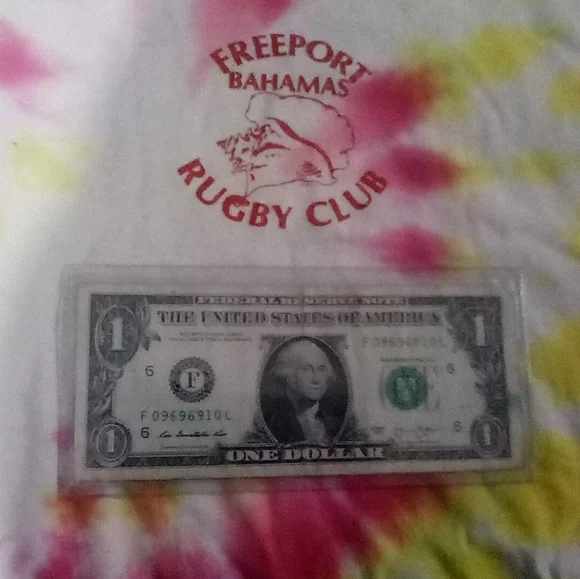 FREEPORT
BAHAMAS
RUGBY CLUB
FEDERAL RESERVE NOTE
THE UNITED STATES OF AMERICA
1
1
F 09696910 L
6
F
6
F 09696910 L
6
6
1
1
ONE DOLLAR